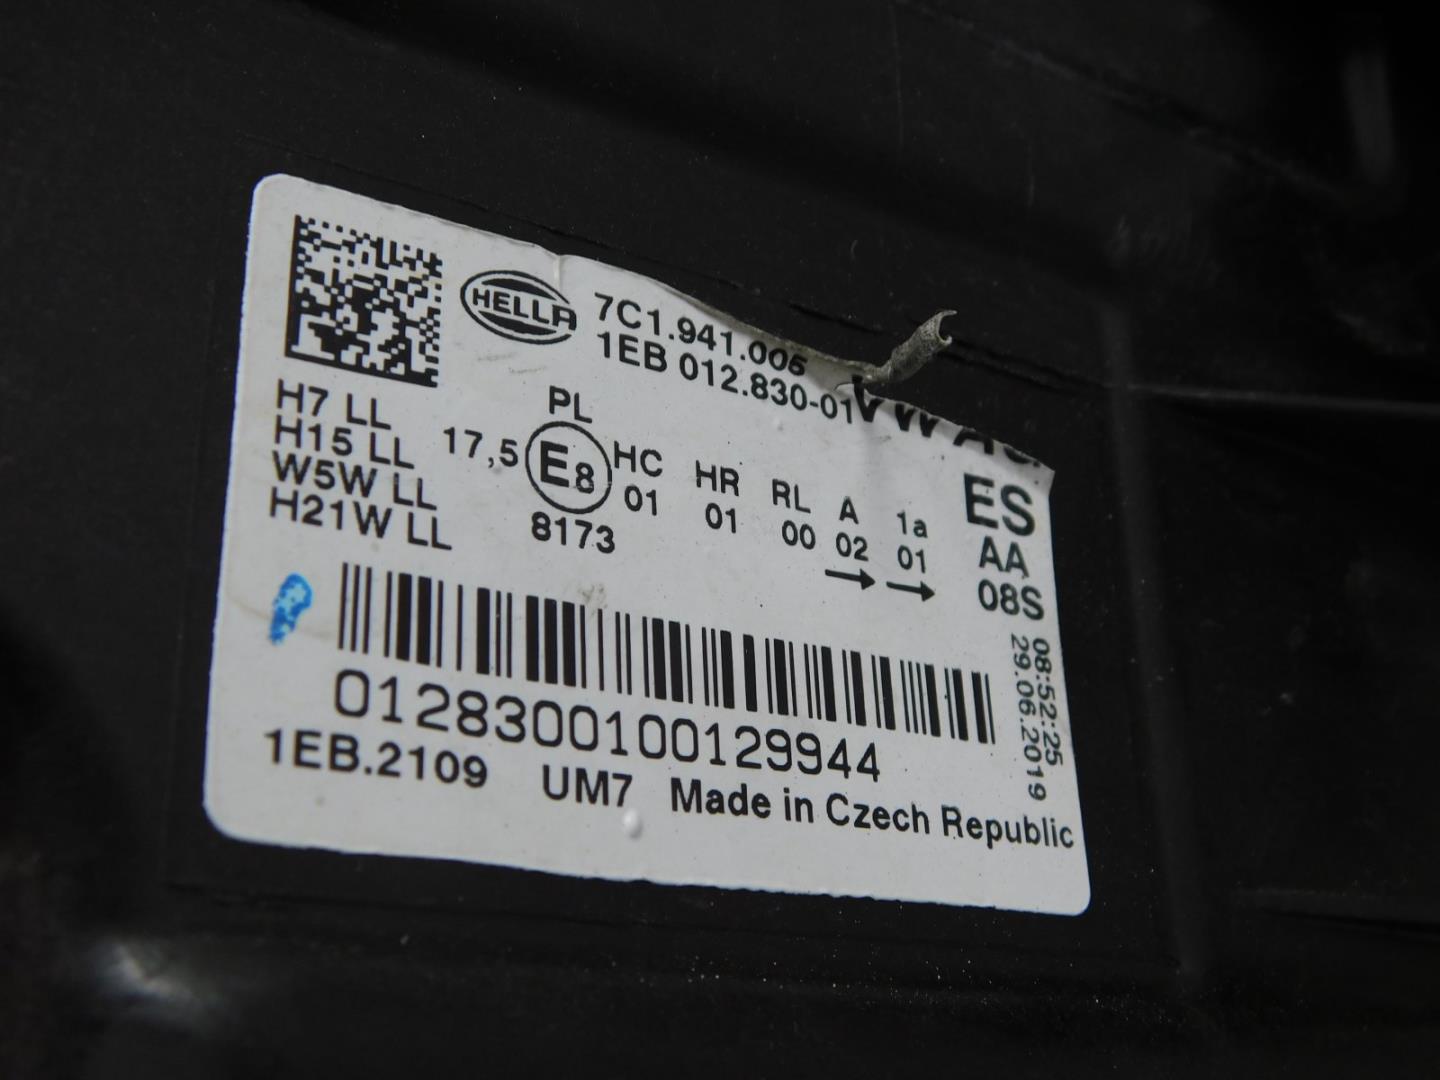 HELLA
7C1.941.005
1EB 012.830-01
H7 LL
H15 LL
W5W LL
H21W LL
PL
17,5 E8
8173
HC
01
HR
01
RL
00
A
02
→
1a
01
→
ES
AA
08S
08:52:25
29.06.2019
012830010012​9944
1EB.2109 UM7 Made in Czech Republic